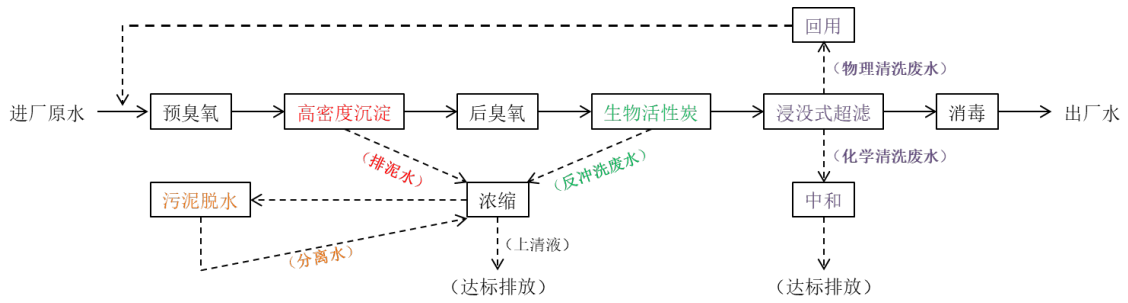 回用
（物理清洗废水）
进厂原水
预臭氧
高密度沉淀
后臭氧
生物活性炭
浸没式超滤
消毒
出厂水
（排泥水）
（反冲洗废水）
（化学清洗废水）
污泥脱水
浓缩
中和
（分离水）
（上清液）
（达标排放）
（达标排放）